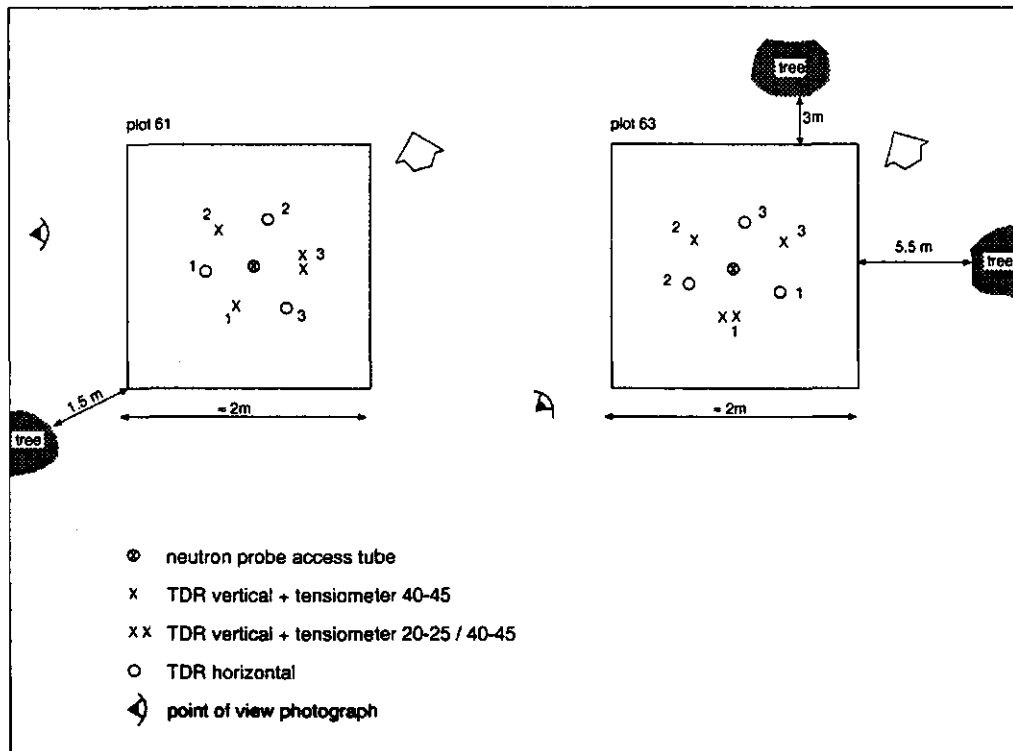 tree
3m
plot 61
plot 63
2
2
3
1
1
3
3
2
3
2
1
1
5.5 m
tree
1.5 m
tree
≈ 2m
≈ 2m
neutron probe access tube
x TDR vertical + tensiometer 40-45
x x TDR vertical + tensiometer 20-25 / 40-45
TDR horizontal
point of view photograph